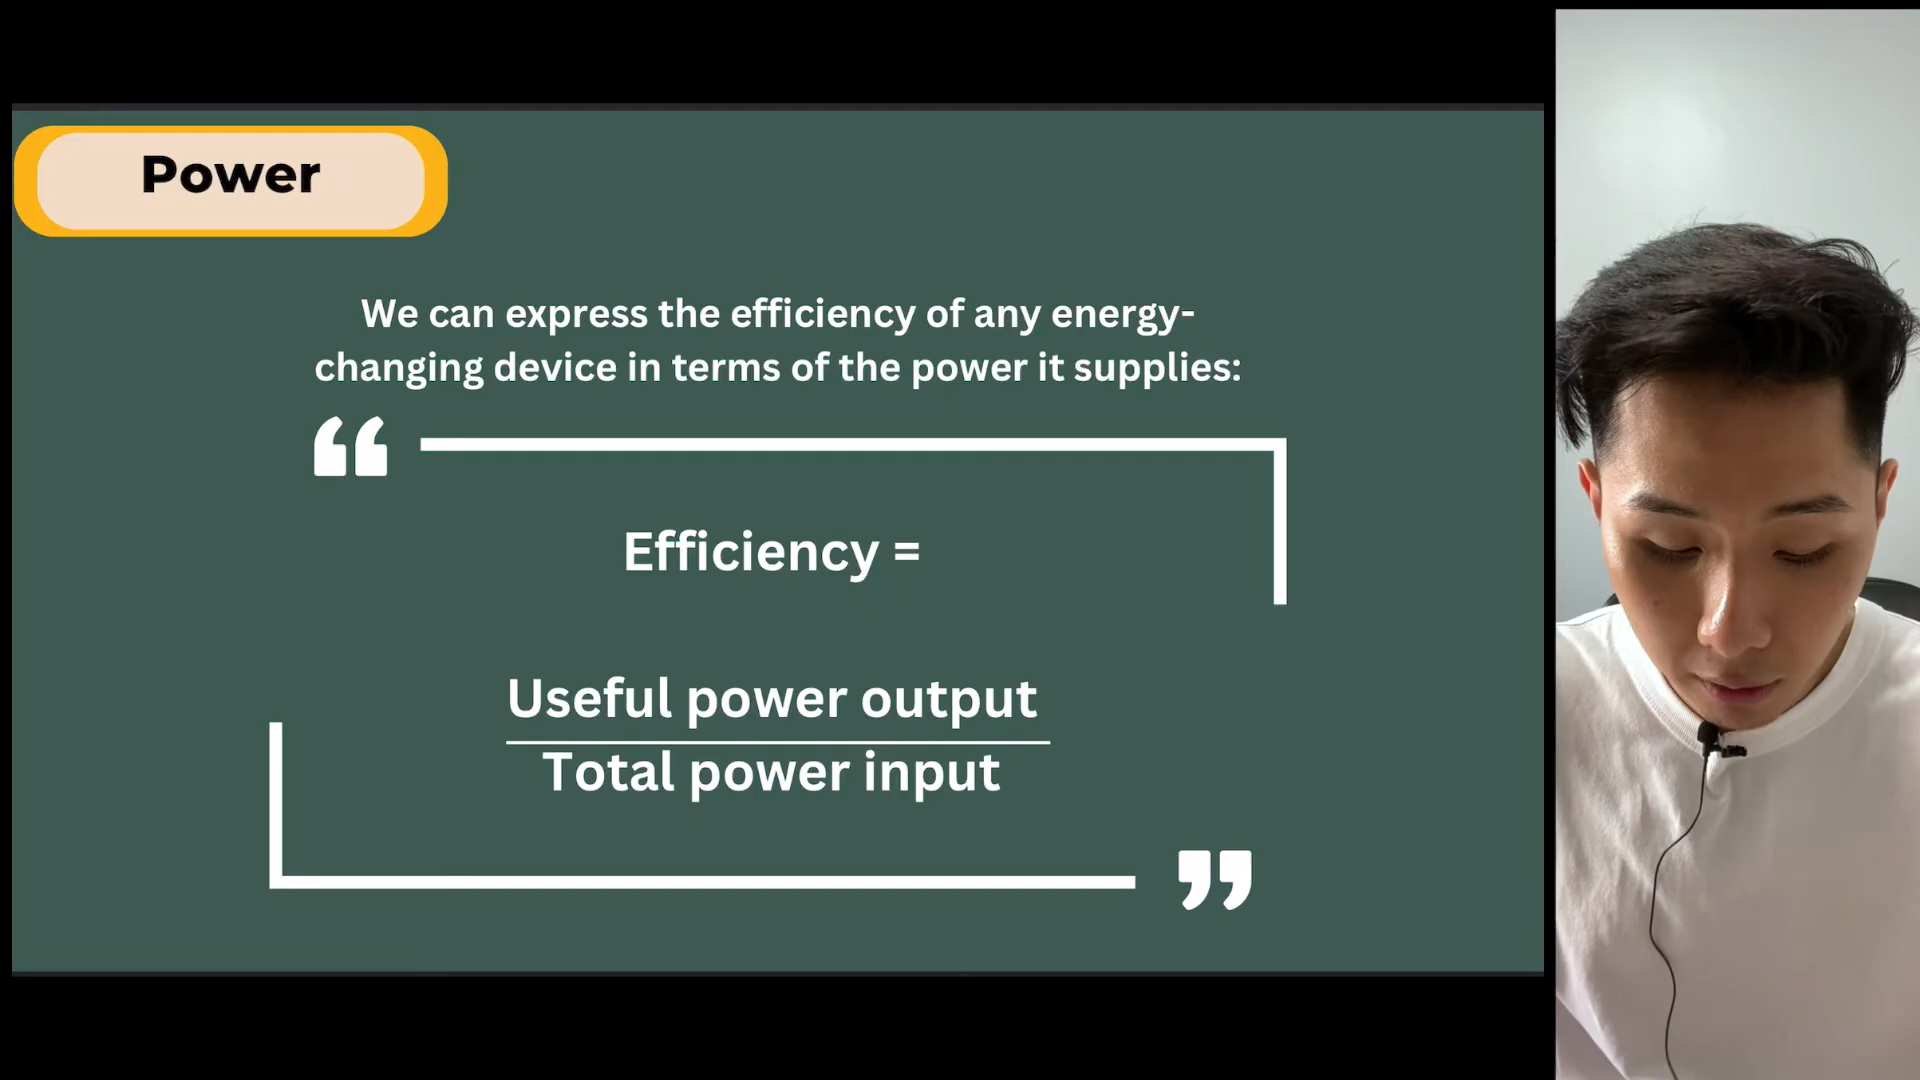 Power
We can express the efficiency of any energy-
changing device in terms of the power it supplies:
“
Efficiency =
Useful power output
Total power input
”